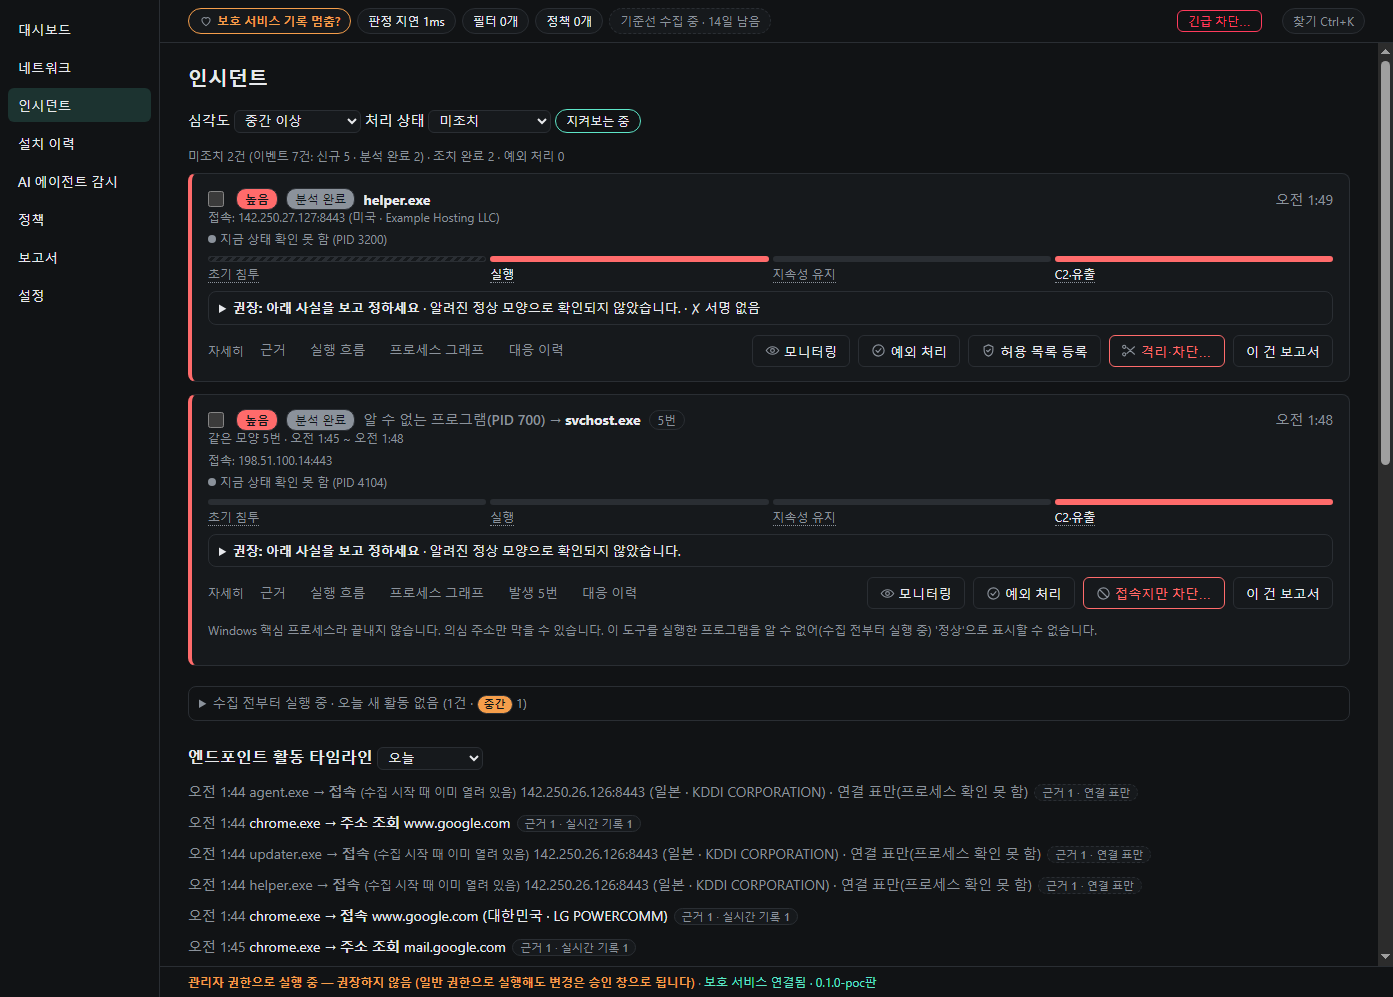 대시보드
네트워크
인시던트
설치 이력
AI 에이전트 감시
정책
보고서
설정
보호 서비스 기록 멈춤?
판정 지연 1ms
필터 0개
정책 0개
기준선 수집 중 · 14일 남음
긴급 차단...
찾기 Ctrl+K
인시던트
심각도 중간 이상 처리 상태 미조치 지켜보는 중
미조치 2건 (이벤트 7건: 신규 5 · 분석 완료 2) · 조치 완료 2 · 예외 처리 0
높음 분석 완료 helper.exe 오전 1:49
접속: 142.250.27.127:8443 (미국 · Example Hosting LLC)
지금 상태 확인 못 함 (PID 3200)
초기 침투 실행 지속성 유지 C2·유출
▶ 권장: 아래 사실을 보고 정하세요 · 알려진 정상 모양으로 확인되지 않았습니다. · ✗ 서명 없음
자세히 근거 실행 흐름 프로세스 그래프 대응 이력 모니터링 예외 처리 허용 목록 등록 격리·차단... 이 건 보고서
높음 분석 완료 알 수 없는 프로그램(PID 700) → svchost.exe 5번 오전 1:48
같은 모양 5번 · 오전 1:45 ~ 오전 1:48
접속: 198.51.100.14:443
지금 상태 확인 못 함 (PID 4104)
초기 침투 실행 지속성 유지 C2·유출
▶ 권장: 아래 사실을 보고 정하세요 · 알려진 정상 모양으로 확인되지 않았습니다.
자세히 근거 실행 흐름 프로세스 그래프 발생 5번 대응 이력 모니터링 예외 처리 접속지만 차단... 이 건 보고서
Windows 핵심 프로세스라 끝내지 않습니다. 의심 주소만 막을 수 있습니다. 이 도구를 실행한 프로그램을 알 수 없어(수집 전부터 실행 중) '정상'으로 표시할 수 없습니다.
▶ 수집 전부터 실행 중 · 오늘 새 활동 없음 (1건 · 중간 1)
엔드포인트 활동 타임라인 오늘
오전 1:44 agent.exe → 접속 (수집 시작 때 이미 열려 있음) 142.250.26.126:8443 (일본 · KDDI CORPORATION) · 연결 표만(프로세스 확인 못 함) 근거 1 · 연결 표만
오전 1:44 chrome.exe → 주소 조회 www.google.com 근거 1 · 실시간 기록 1
오전 1:44 updater.exe → 접속 (수집 시작 때 이미 열려 있음) 142.250.26.126:8443 (일본 · KDDI CORPORATION) · 연결 표만(프로세스 확인 못 함) 근거 1 · 연결 표만
오전 1:44 helper.exe → 접속 (수집 시작 때 이미 열려 있음) 142.250.26.126:8443 (일본 · KDDI CORPORATION) · 연결 표만(프로세스 확인 못 함) 근거 1 · 연결 표만
오전 1:44 chrome.exe → 접속 www.google.com (대한민국 · LG POWERCOMM) 근거 1 · 실시간 기록 1
오전 1:45 chrome.exe → 주소 조회 mail.google.com 근거 1 · 실시간 기록 1
관리자 권한으로 실행 중 — 권장하지 않음 (일반 권한으로 실행해도 변경은 승인 창으로 됩니다) · 보호 서비스 연결됨 · 0.1.0-poc판